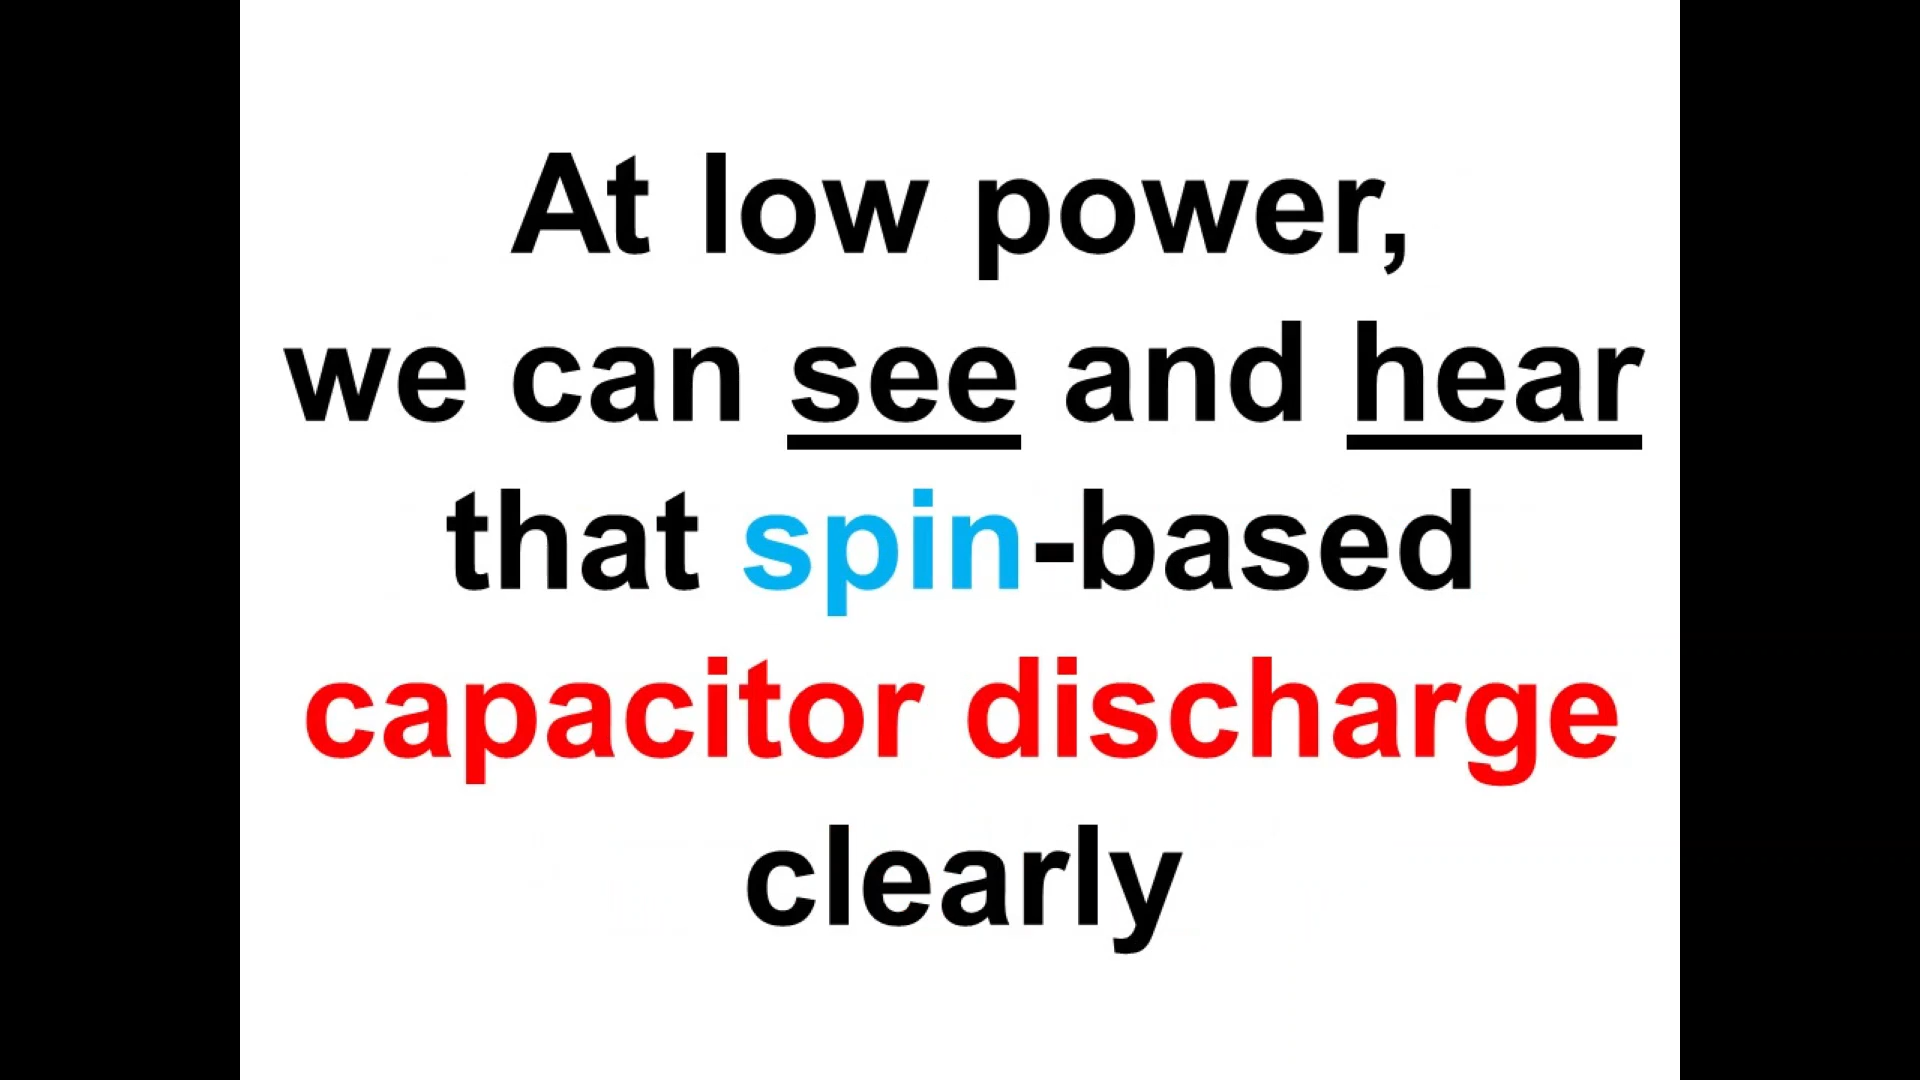 At low power,
we can see and hear
that spin-based
capacitor discharge
clearly